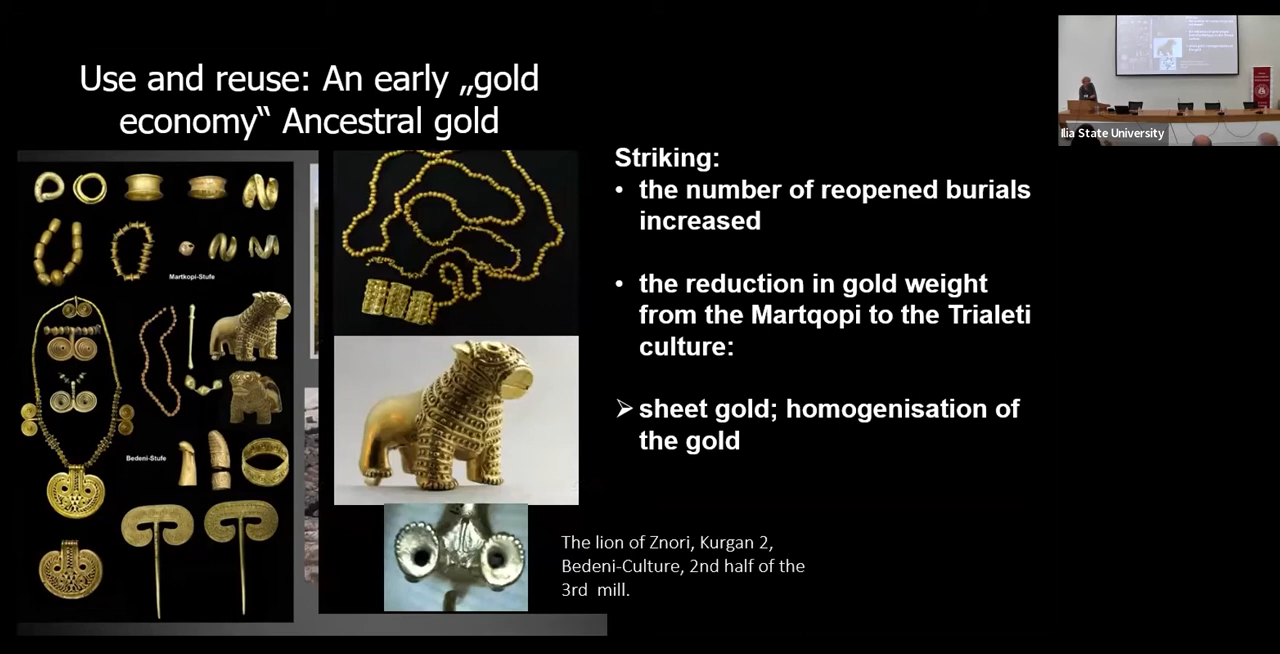 Use and reuse: An early „gold
economy“ Ancestral gold
Martkopi-Stufe
Bedeni-Stufe
Striking:
• the number of reopened burials
increased
• the reduction in gold weight
from the Martqopi to the Trialeti
culture:
➢ sheet gold; homogenisation of
the gold
The lion of Znori, Kurgan 2,
Bedeni-Culture, 2nd half of the
3rd mill.
Ilia State University